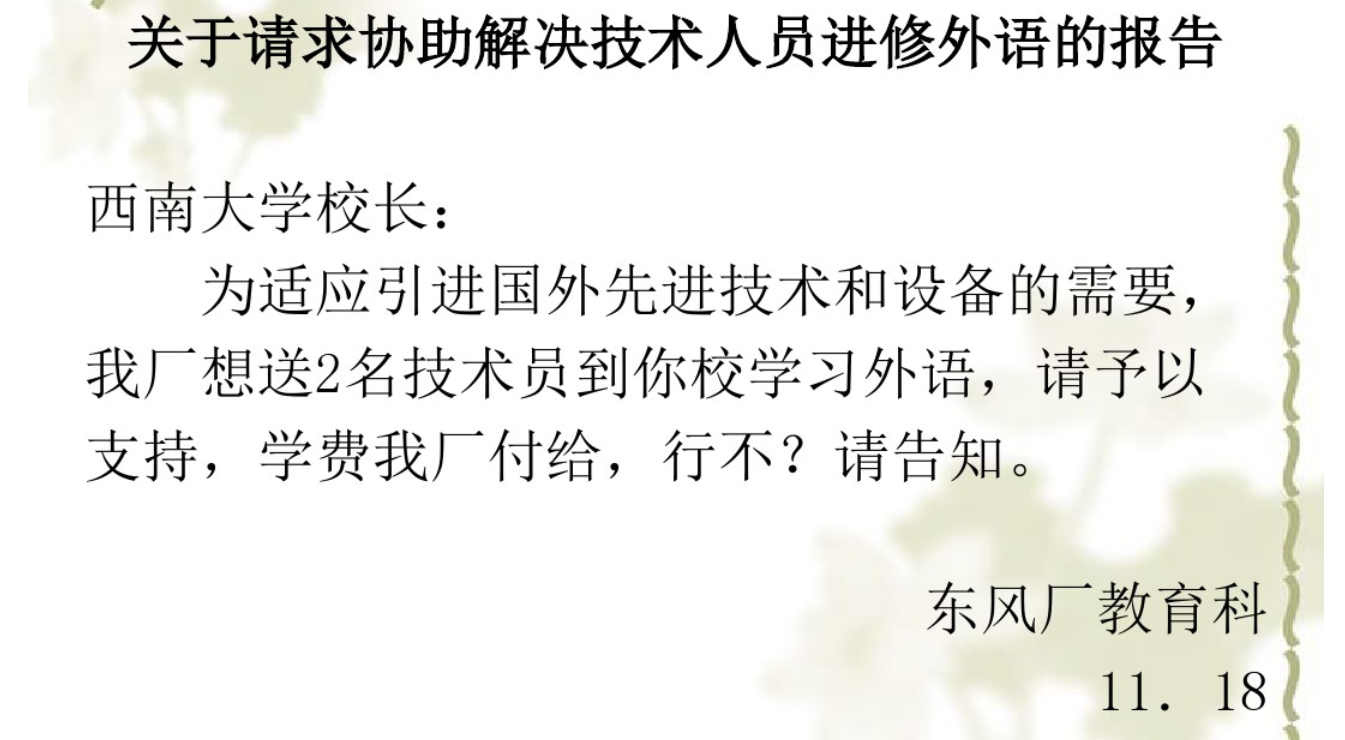 关于请求协助解决技术人员进修外语的报告
西南大学校长：
为适应引进国外先进技术和设备的需要，
我厂想送2名技术员到你校学习外语，请予以
支持，学费我厂付给，行不？请告知。
东风厂教育科
11．18